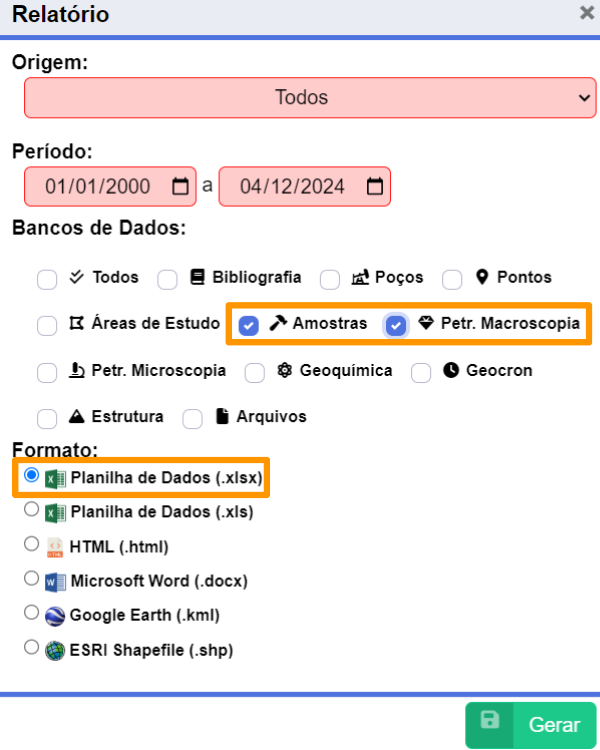 Relatório ×
Origem:
Todos
Período:
01/01/2000 a 04/12/2024
Bancos de Dados:
Todos Bibliografia Poços Pontos
Áreas de Estudo Amostras Petr. Macroscopia
Petr. Microscopia Geoquímica Geocron
Estrutura Arquivos
Formato:
Planilha de Dados (.xlsx)
Planilha de Dados (.xls)
HTML (.html)
Microsoft Word (.docx)
Google Earth (.kml)
ESRI Shapefile (.shp)
Gerar